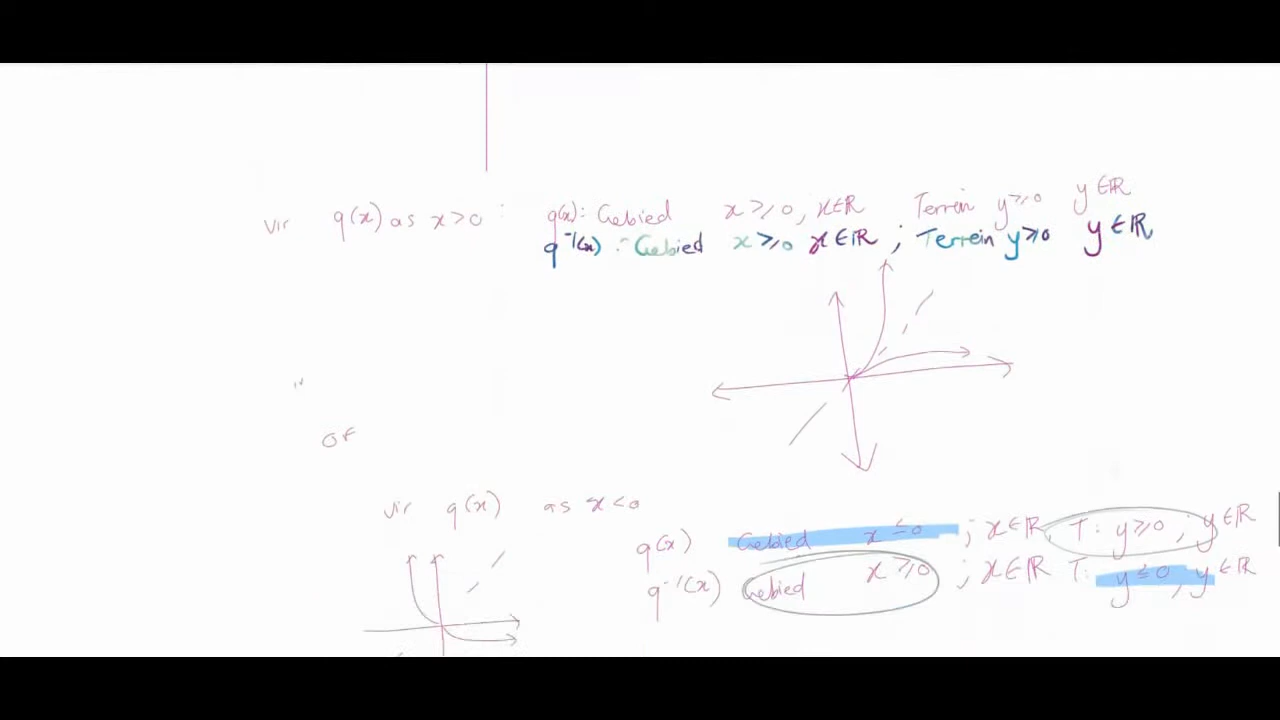 vir q(x) as x>0 : q(x): Gebied x ⩾ 0, x∈ℝ Terrein y⩾0 y∈ℝ
q⁻¹(x) : Gebied x ⩾ 0 x∈ℝ ; Terrein y⩾0 y∈ℝ
of
vir q(x) as x<0
q(x) Gebied x ≤ 0 ; x∈ℝ, T: y⩾0, y∈ℝ
q⁻¹(x) Gebied x ⩾ 0 ; x∈ℝ T: y≤0, y∈ℝ